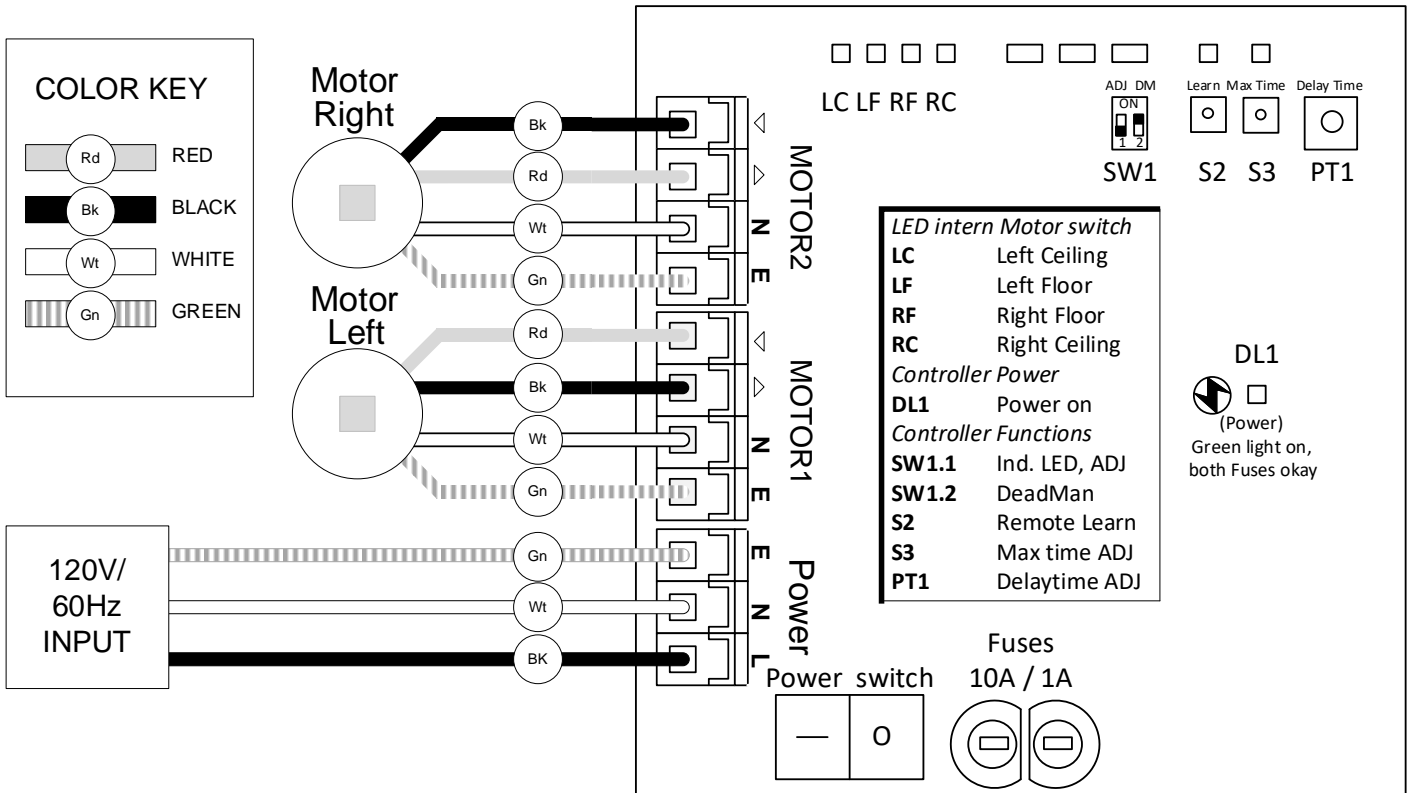 COLOR KEY
Rd RED
Bk BLACK
Wt WHITE
Gn GREEN
Motor
Right
Bk
Rd
Wt
Gn
N
E
MOTOR2
Motor
Left
Rd
Bk
Wt
Gn
N
E
MOTOR1
120V/
60Hz
INPUT
Gn
Wt
BK
E
N
L
Power
LC LF RF RC
ADJ DM
ON
1 2
SW1
Learn
S2
Max Time
S3
Delay Time
PT1
LED intern Motor switch
LC Left Ceiling
LF Left Floor
RF Right Floor
RC Right Ceiling
Controller Power
DL1 Power on
Controller Functions
SW1.1 Ind. LED, ADJ
SW1.2 DeadMan
S2 Remote Learn
S3 Max time ADJ
PT1 Delaytime ADJ
DL1
(Power)
Green light on,
both Fuses okay
Power switch
— O
Fuses
10A / 1A